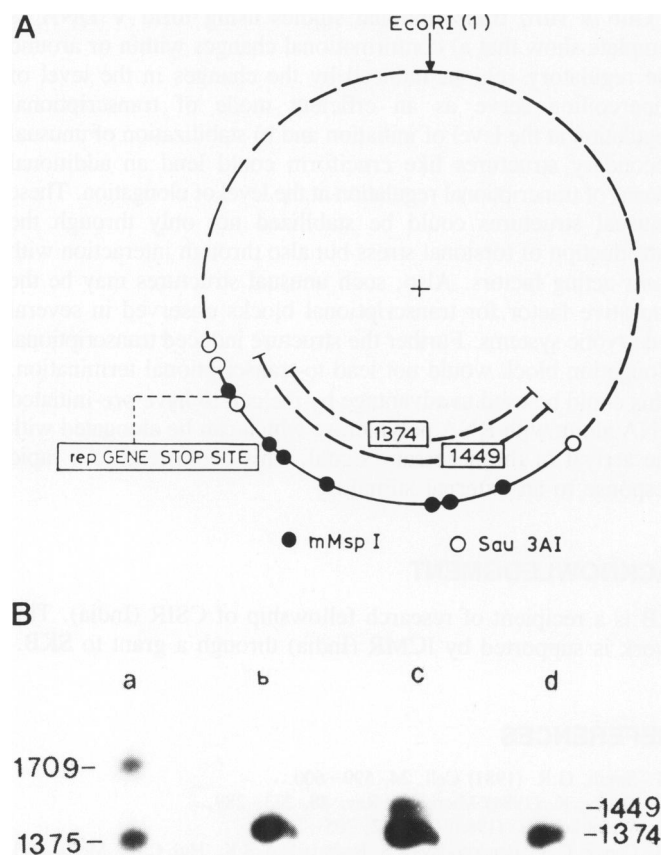 A
EcoRI (1)
1374
1449
rep GENE STOP SITE
● mMsp I ○ Sau 3AI
B
a b c d
1709–
1375–
–1449
–1374